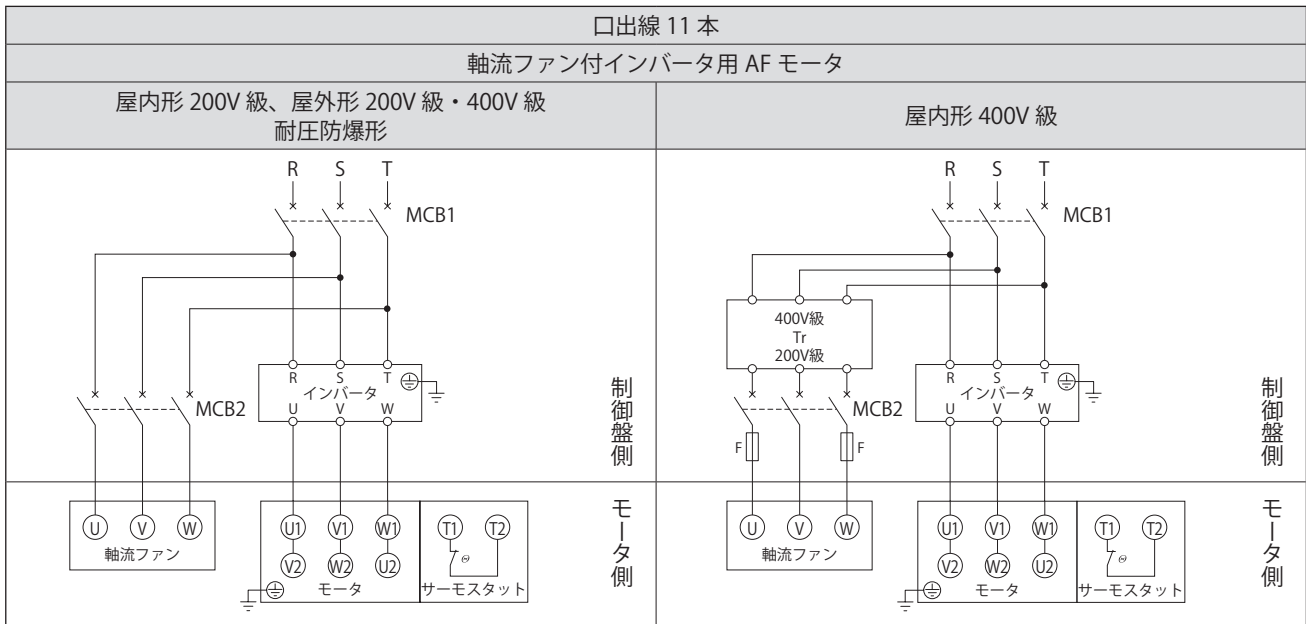 口出線 11 本
軸流ファン付インバータ用 AF モータ
屋内形 200V 級、屋外形 200V 級・400V 級
耐圧防爆形
屋内形 400V 級
R S T
MCB1
R S T
インバータ
U V W
MCB2
制御盤側
U V W
軸流ファン
U1 V1 W1
V2 W2 U2
モータ
T1 T2
Θ
サーモスタット
モータ側
R S T
MCB1
400V級
Tr
200V級
R S T
インバータ
U V W
MCB2
F F
制御盤側
U V W
軸流ファン
U1 V1 W1
V2 W2 U2
モータ
T1 T2
Θ
サーモスタット
モータ側